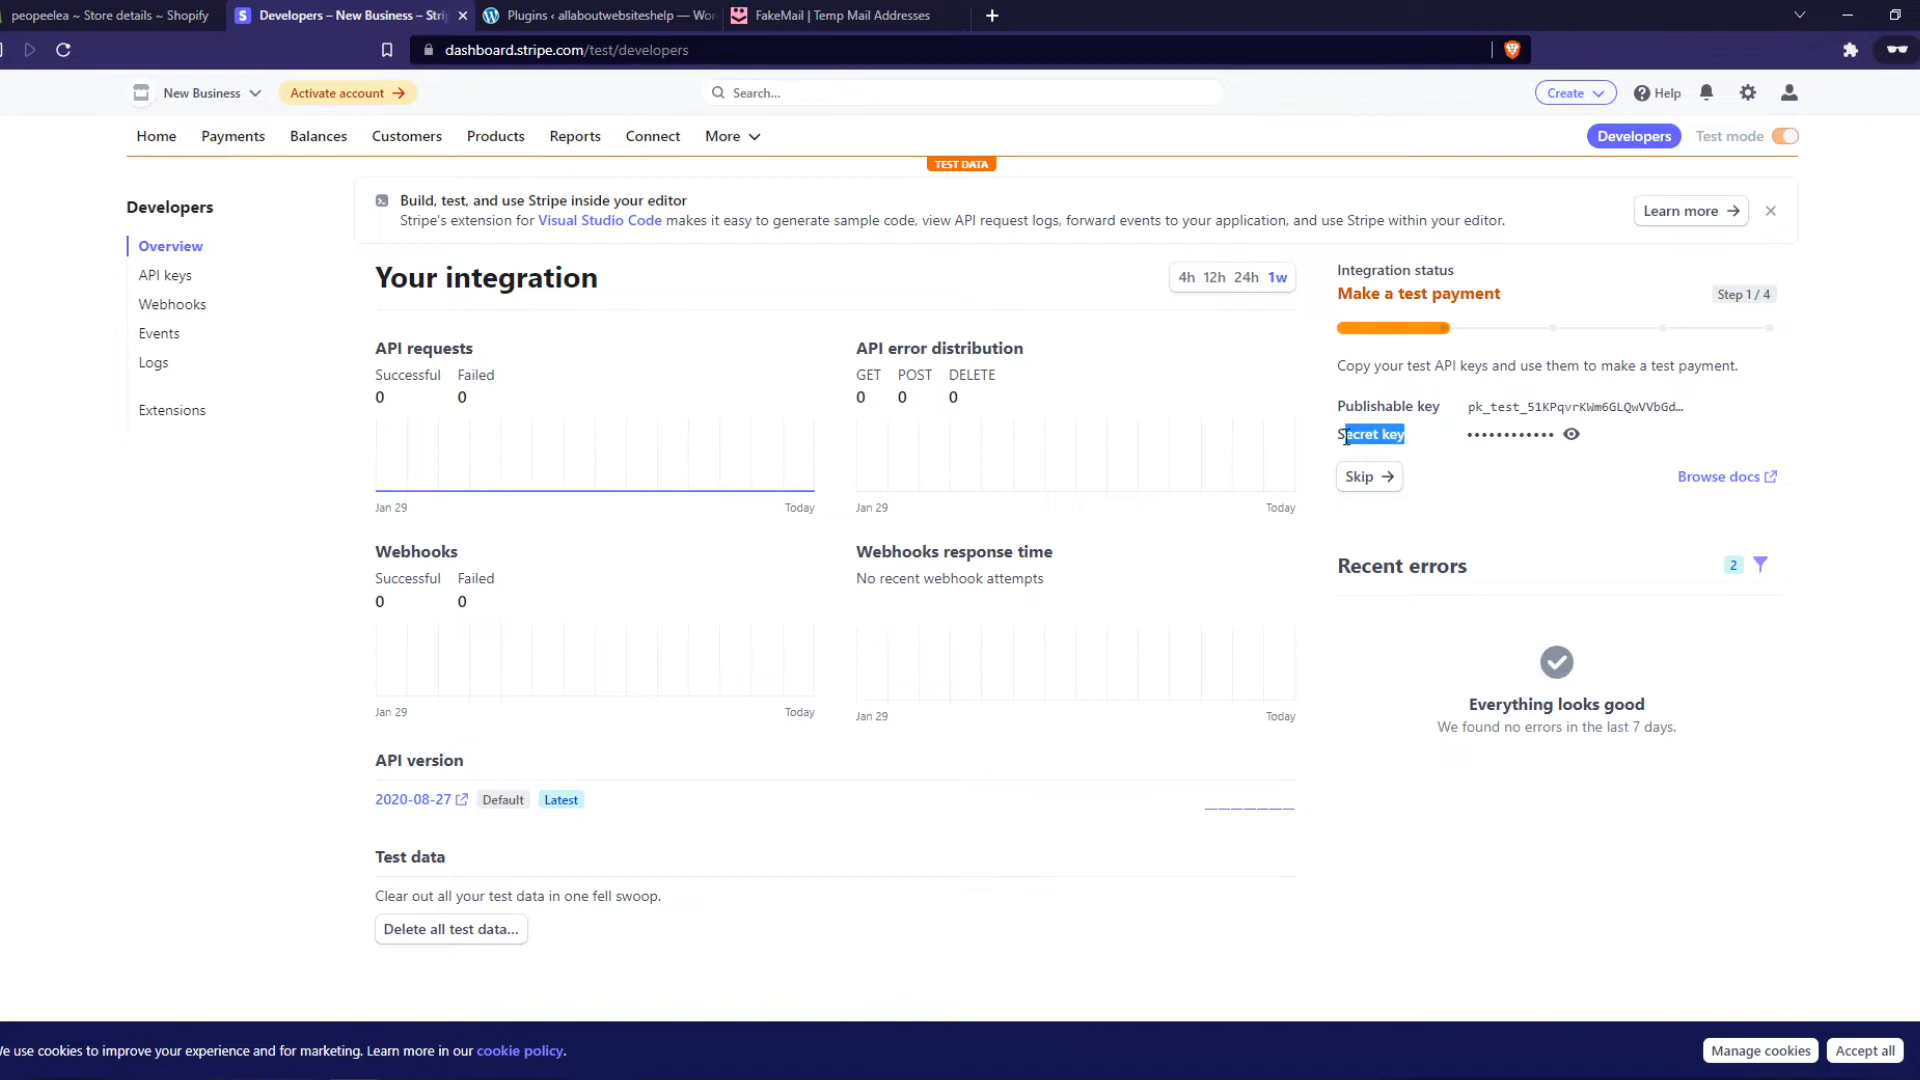 peopeelea ~ Store details ~ Shopify
Developers – New Business – Stri
Plugins ‹ allaboutwebsiteshelp — Wor
FakeMail | Temp Mail Addresses
dashboard.stripe.com/test/developers
New Business
Activate account →
Search...
Create
Help
Home
Payments
Balances
Customers
Products
Reports
Connect
More
Developers
Test mode
TEST DATA
Developers
Overview
API keys
Webhooks
Events
Logs
Extensions
Build, test, and use Stripe inside your editor
Stripe's extension for Visual Studio Code makes it easy to generate sample code, view API request logs, forward events to your application, and use Stripe within your editor.
Learn more →
Your integration
4h 12h 24h 1w
API requests
Successful Failed
0 0
Jan 29 Today
API error distribution
GET POST DELETE
0 0 0
Jan 29 Today
Webhooks
Successful Failed
0 0
Jan 29 Today
Webhooks response time
No recent webhook attempts
Jan 29 Today
API version
2020-08-27 Default Latest
Test data
Clear out all your test data in one fell swoop.
Delete all test data...
Integration status
Make a test payment
Step 1 / 4
Copy your test API keys and use them to make a test payment.
Publishable key pk_test_51KPqvrKWm6GLQwVVbGd…
Secret key ••••••••••••
Skip →
Browse docs
Recent errors
2
Everything looks good
We found no errors in the last 7 days.
e use cookies to improve your experience and for marketing. Learn more in our cookie policy.
Manage cookies
Accept all